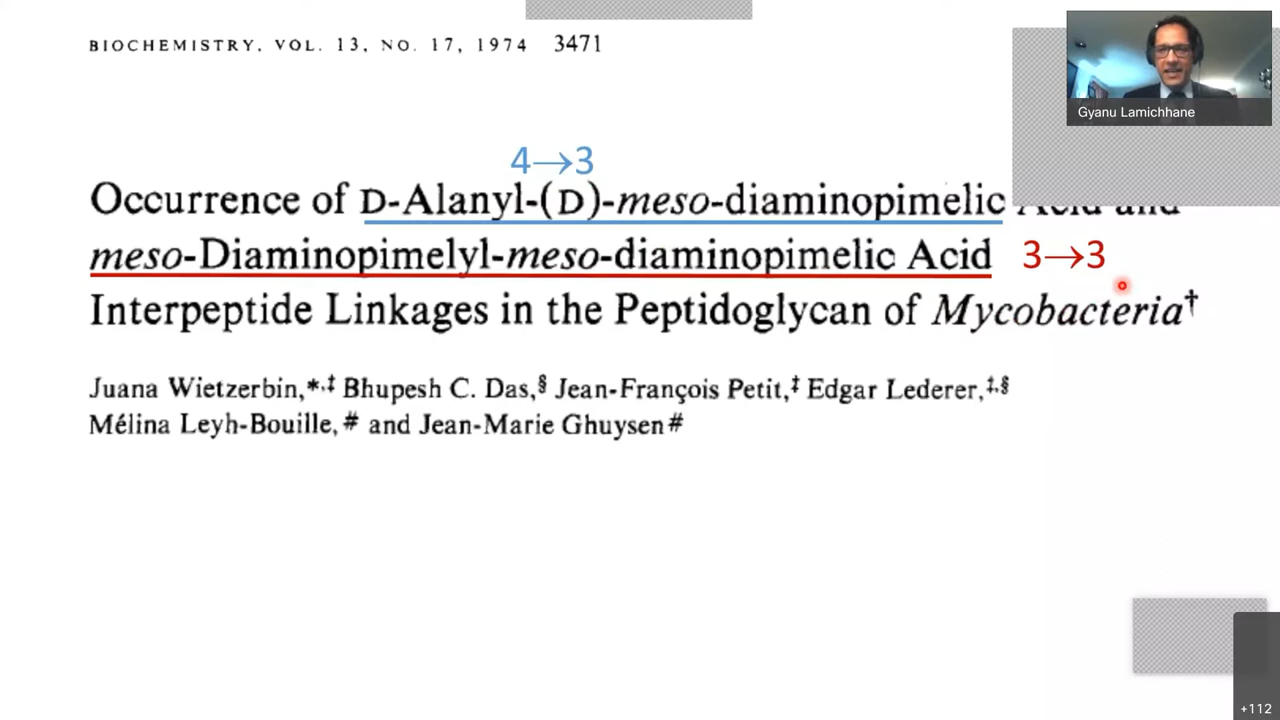 BIOCHEMISTRY, VOL. 13, NO. 17, 1974 3471
Gyanu Lamichhane
4→3
Occurrence of D-Alanyl-(D)-meso-diaminopimelic Acid and
meso-Diaminopimelyl-meso-diaminopimelic Acid 3→3
Interpeptide Linkages in the Peptidoglycan of Mycobacteria†
Juana Wietzerbin,*,‡ Bhupesh C. Das,§ Jean-François Petit,‡ Edgar Lederer,‡,§
Mélina Leyh-Bouille,# and Jean-Marie Ghuysen#
+112